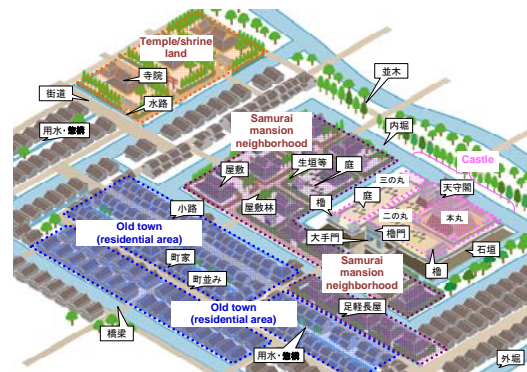 Temple/shrine
land
寺院
街道
水路
並木
用水・惣構
Samurai
mansion
neighborhood
内堀
生垣等
庭
Castle
屋敷
三の丸
天守閣
櫓
庭
屋敷林
本丸
小路
二の丸
Old town
(residential area)
大手門
櫓門
石垣
町家
Samurai
mansion
neighborhood
櫓
町並み
Old town
(residential area)
足軽長屋
橋梁
用水・惣構
外堀